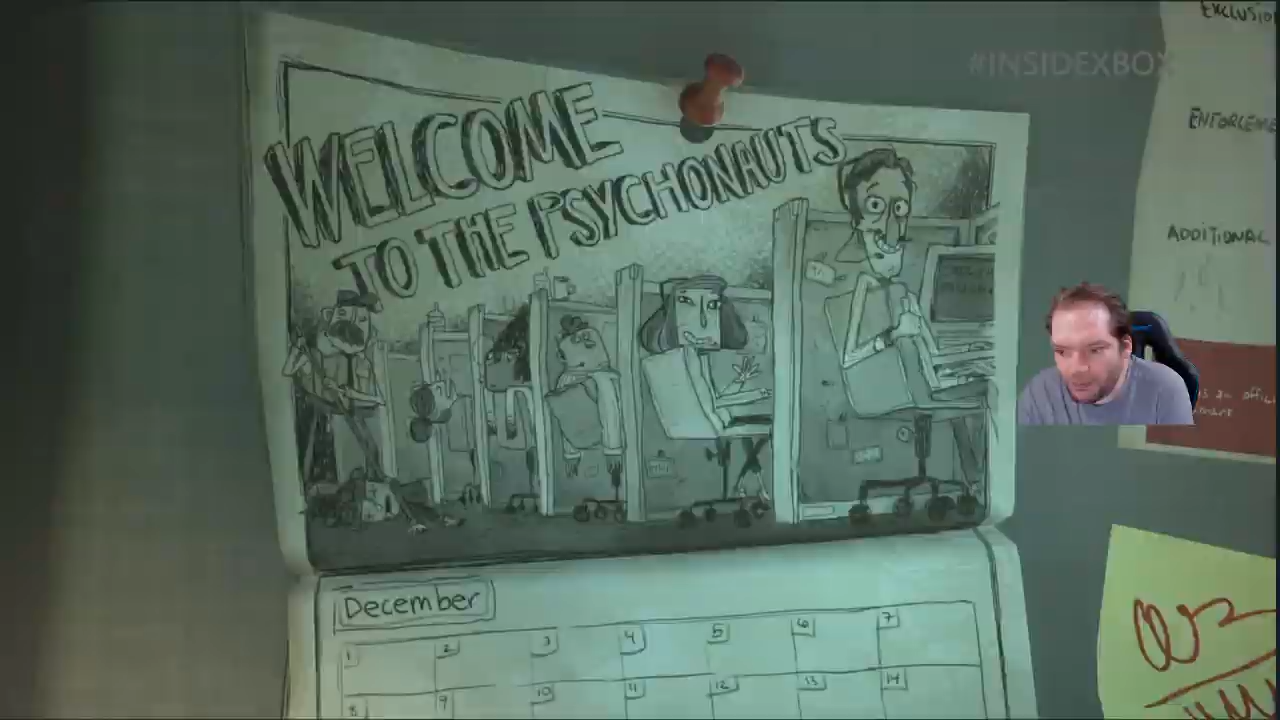 #INSIDEXBOX
WELCOME
TO THE PSYCHONAUTS
EXCLUSIO
ENFORCEME
ADDITIONAL
December
1 2 3 4 5 6 7
8 9 10 11 12 13 14